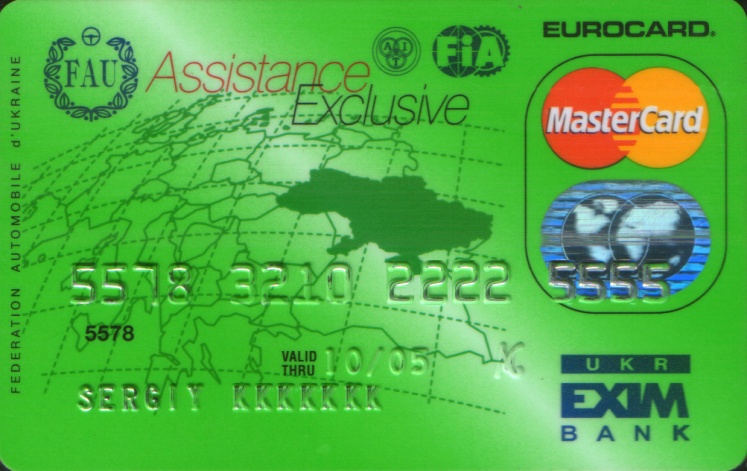 FEDERATION AUTOMOBILE d'UKRAINE
FAU
Assistance
Exclusive
AIT
FiA
EUROCARD®
MasterCard
5578 3210 2222 5555
5578
VALID THRU 10/05
SERGIY KKKKKKK
UKR
EXIM
BANK